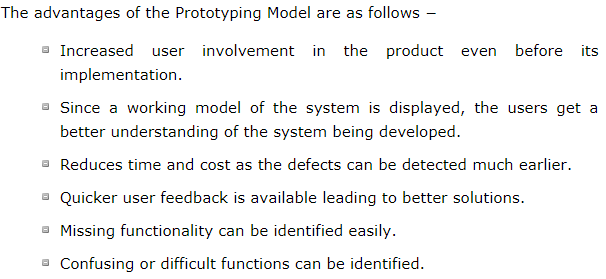 The advantages of the Prototyping Model are as follows −
Increased user involvement in the product even before its
implementation.
Since a working model of the system is displayed, the users get a
better understanding of the system being developed.
Reduces time and cost as the defects can be detected much earlier.
Quicker user feedback is available leading to better solutions.
Missing functionality can be identified easily.
Confusing or difficult functions can be identified.